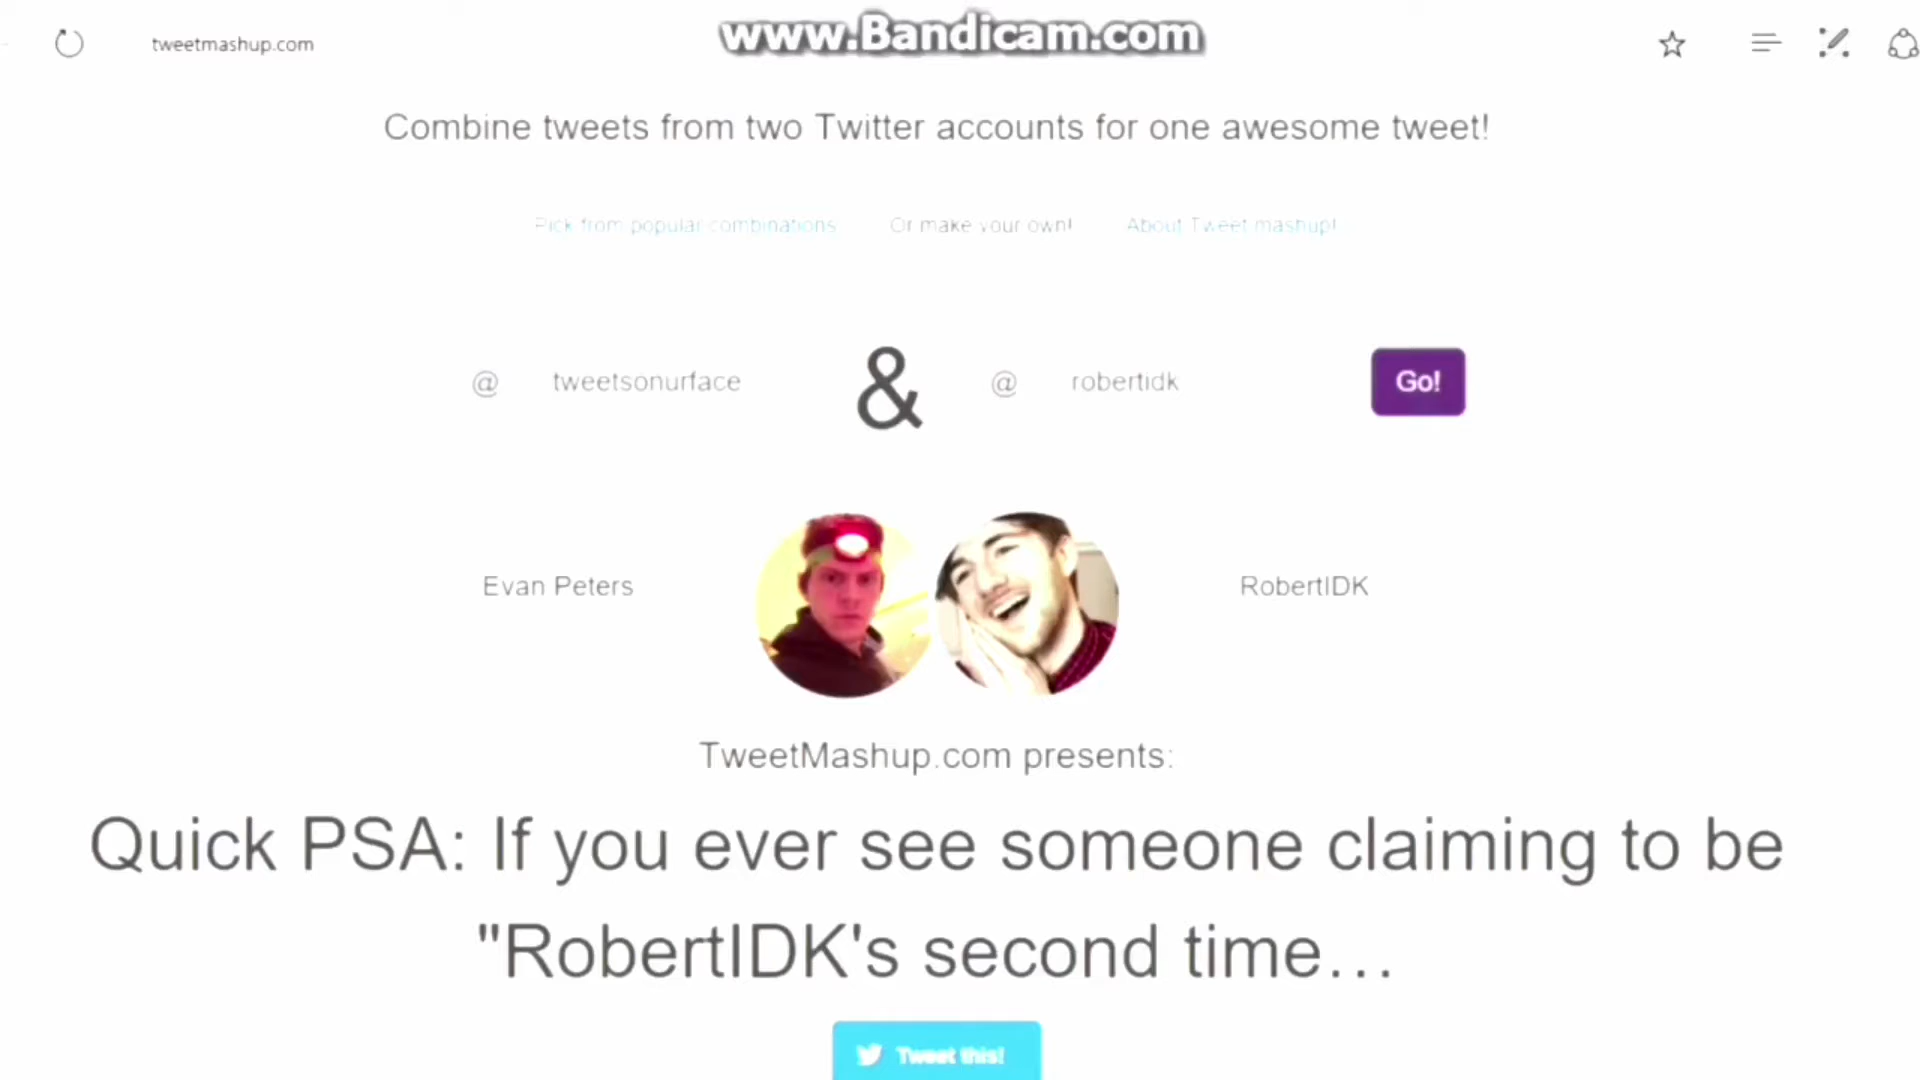 www.Bandicam.com
tweetmashup.com
Combine tweets from two Twitter accounts for one awesome tweet!
Pick from popular combinations Or make your own! About Tweet mashup!
@ tweetsonurface & @ robertidk Go!
Evan Peters RobertIDK
TweetMashup.com presents:
Quick PSA: If you ever see someone claiming to be
"RobertIDK's second time...
Tweet this!